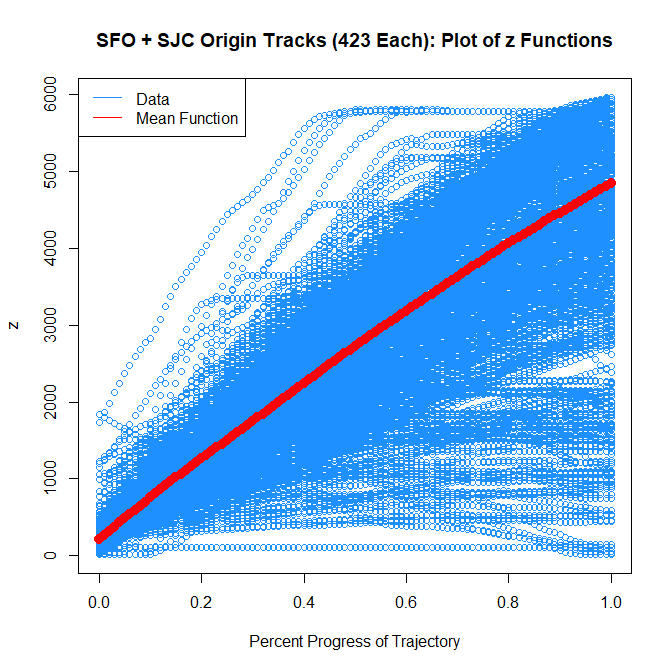 SFO + SJC Origin Tracks (423 Each): Plot of z Functions
Data
Mean Function
6000
5000
4000
3000
2000
1000
0
z
0.0 0.2 0.4 0.6 0.8 1.0
Percent Progress of Trajectory